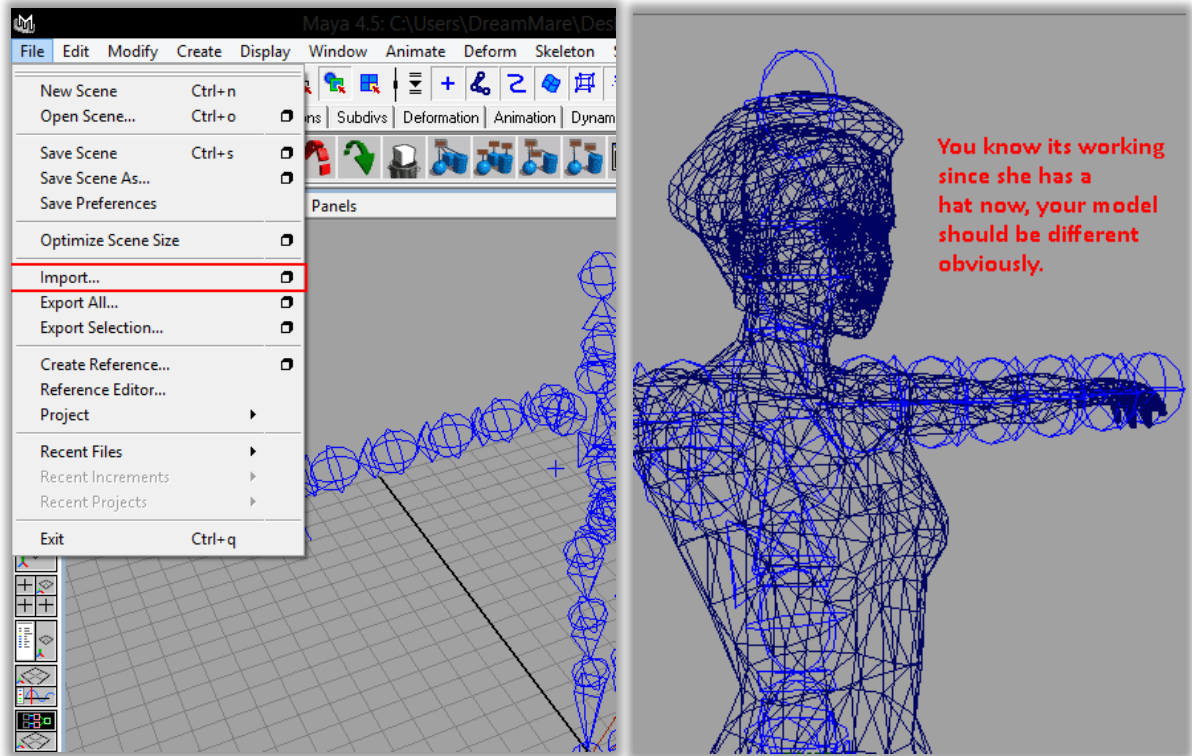 Maya 4.5: C:\Users\DreamMare\Des
File Edit Modify Create Display Window Animate Deform Skeleton
New Scene Ctrl+n
Open Scene... Ctrl+o
ns Subdivs Deformation Animation Dynam
Save Scene Ctrl+s
Save Scene As...
Save Preferences
Panels
Optimize Scene Size
Import...
Export All...
Export Selection...
Create Reference...
Reference Editor...
Project
Recent Files
Recent Increments
Recent Projects
Exit Ctrl+q
You know its working
since she has a
hat now, your model
should be different
obviously.